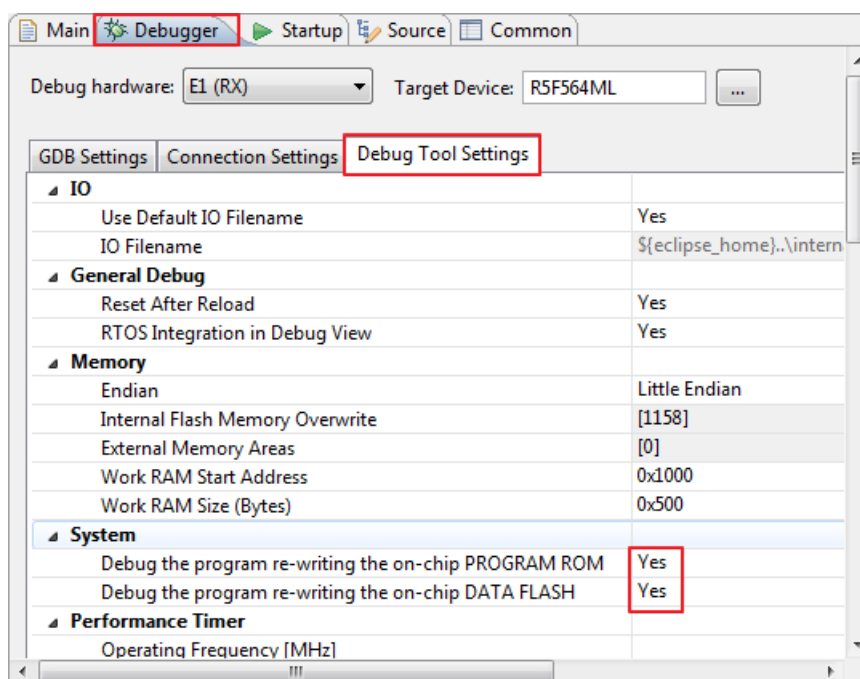 Main Debugger Startup Source Common
Debug hardware: E1 (RX) Target Device: R5F564ML ...
GDB Settings Connection Settings Debug Tool Settings
IO
Use Default IO Filename Yes
IO Filename ${eclipse_home}..\intern
General Debug
Reset After Reload Yes
RTOS Integration in Debug View Yes
Memory
Endian Little Endian
Internal Flash Memory Overwrite [1158]
External Memory Areas [0]
Work RAM Start Address 0x1000
Work RAM Size (Bytes) 0x500
System
Debug the program re-writing the on-chip PROGRAM ROM Yes
Debug the program re-writing the on-chip DATA FLASH Yes
Performance Timer
Operating Frequency [MHz]